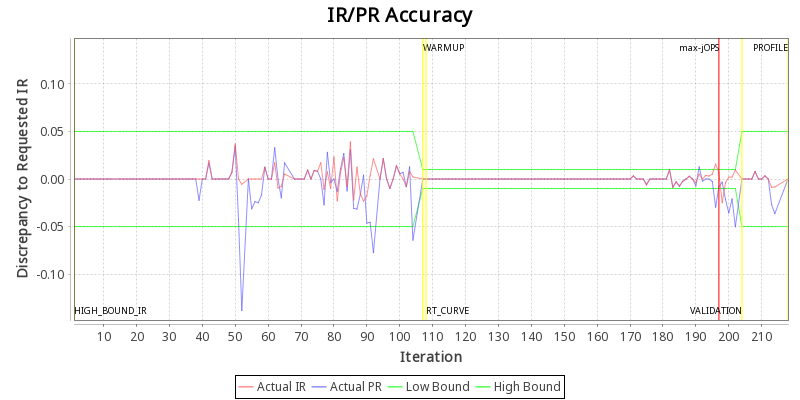 IR/PR Accuracy
WARMUP
max-jOPS
PROFILE
0.10
0.05
0.00
-0.05
-0.10
Discrepancy to Requested IR
HIGH_BOUND_IR
RT_CURVE
VALIDATION
10 20 30 40 50 60 70 80 90 100 110 120 130 140 150 160 170 180 190 200 210
Iteration
Actual IR Actual PR Low Bound High Bound